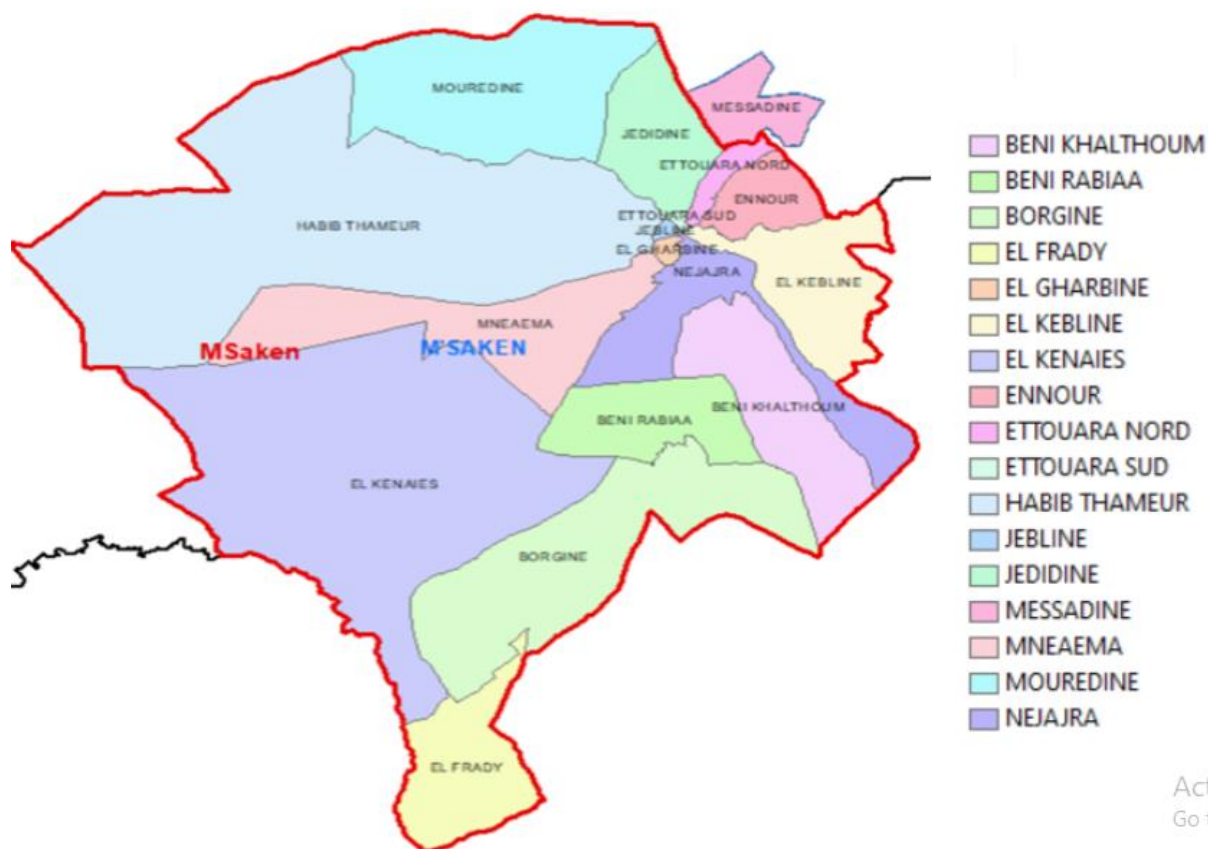 MOUREDINE
MESSADINE
JEDIDINE
ETTOUARA NORD
ENNOUR
ETTOUARA SUD
HABIB THAMEUR
JEBLINE
EL GHARBINE
NEJAJRA
EL KEBLINE
MNEAEMA
MSaken
M'SAKEN
BENI KHALTHOUM
BENI RABIAA
EL KENAIES
BORGINE
EL FRADY
BENI KHALTHOUM
BENI RABIAA
BORGINE
EL FRADY
EL GHARBINE
EL KEBLINE
EL KENAIES
ENNOUR
ETTOUARA NORD
ETTOUARA SUD
HABIB THAMEUR
JEBLINE
JEDIDINE
MESSADINE
MNEAEMA
MOUREDINE
NEJAJRA
Act
Go